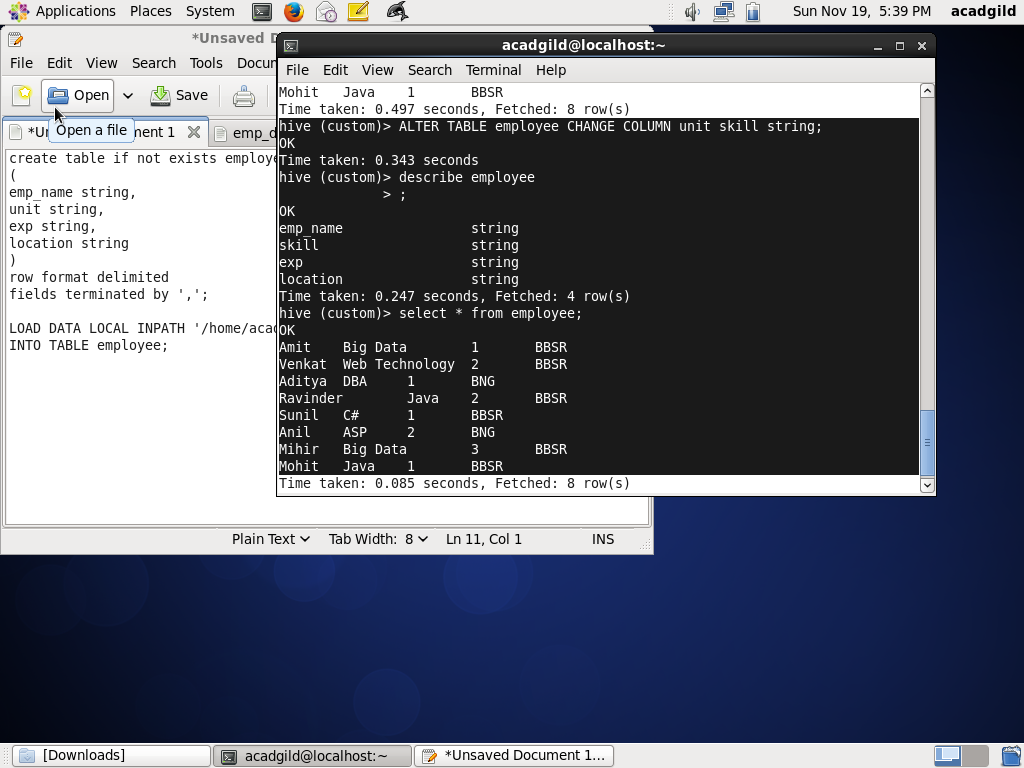 Applications Places System Sun Nov 19, 5:39 PM acadgild
*Unsaved D
File Edit View Search Tools Docum
Open Save
*Un ment 1 emp_d
Open a file
create table if not exists employe
(
emp_name string,
unit string,
exp string,
location string
)
row format delimited
fields terminated by ',';
LOAD DATA LOCAL INPATH '/home/acad
INTO TABLE employee;
Plain Text Tab Width: 8 Ln 11, Col 1 INS
acadgild@localhost:~
File Edit View Search Terminal Help
Mohit Java 1 BBSR
Time taken: 0.497 seconds, Fetched: 8 row(s)
hive (custom)> ALTER TABLE employee CHANGE COLUMN unit skill string;
OK
Time taken: 0.343 seconds
hive (custom)> describe employee
> ;
OK
emp_name string
skill string
exp string
location string
Time taken: 0.247 seconds, Fetched: 4 row(s)
hive (custom)> select * from employee;
OK
Amit Big Data 1 BBSR
Venkat Web Technology 2 BBSR
Aditya DBA 1 BNG
Ravinder Java 2 BBSR
Sunil C# 1 BBSR
Anil ASP 2 BNG
Mihir Big Data 3 BBSR
Mohit Java 1 BBSR
Time taken: 0.085 seconds, Fetched: 8 row(s)
[Downloads] acadgild@localhost:~ *Unsaved Document 1...